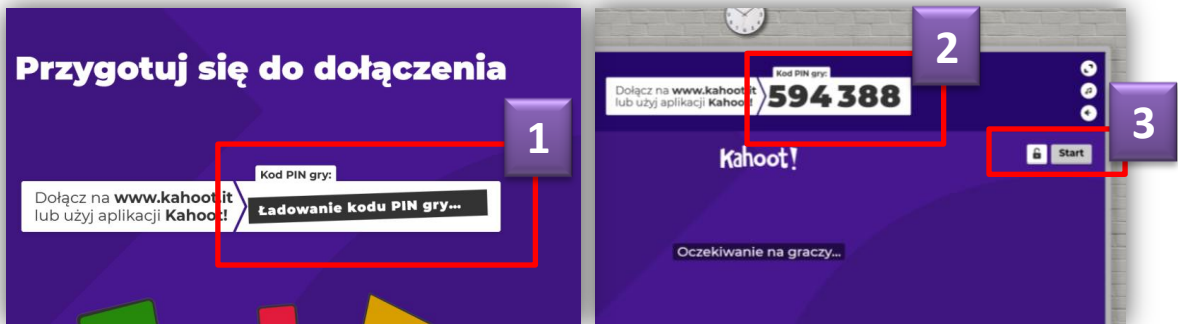 Przygotuj się do dołączenia
1
Kod PIN gry:
Dołącz na www.kahoot.it
lub użyj aplikacji Kahoot!
Ładowanie kodu PIN gry...
2
Kod PIN gry:
Dołącz na www.kahoot.it
lub użyj aplikacji Kahoot!
594 388
3
Kahoot!
Start
Oczekiwanie na graczy...